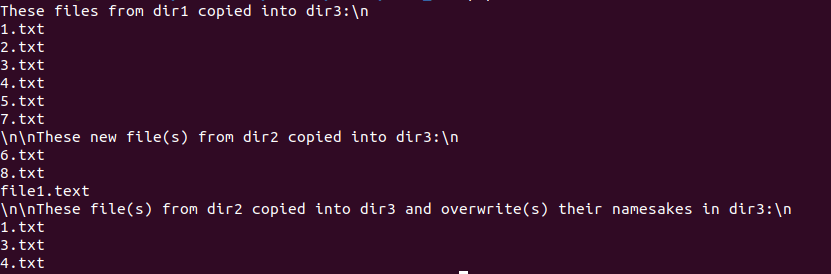 These files from dir1 copied into dir3:\n
1.txt
2.txt
3.txt
4.txt
5.txt
7.txt
\n\nThese new file(s) from dir2 copied into dir3:\n
6.txt
8.txt
file1.text
\n\nThese file(s) from dir2 copied into dir3 and overwrite(s) their namesakes in dir3:\n
1.txt
3.txt
4.txt